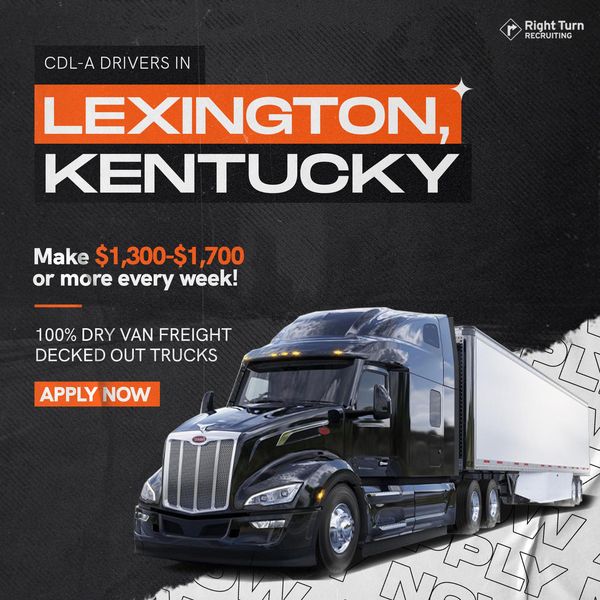 Right Turn
RECRUITING
CDL-A DRIVERS IN
LEXINGTON,
KENTUCKY
Make $1,300-$1,700
or more every week!
100% DRY VAN FREIGHT
DECKED OUT TRUCKS
APPLY NOW